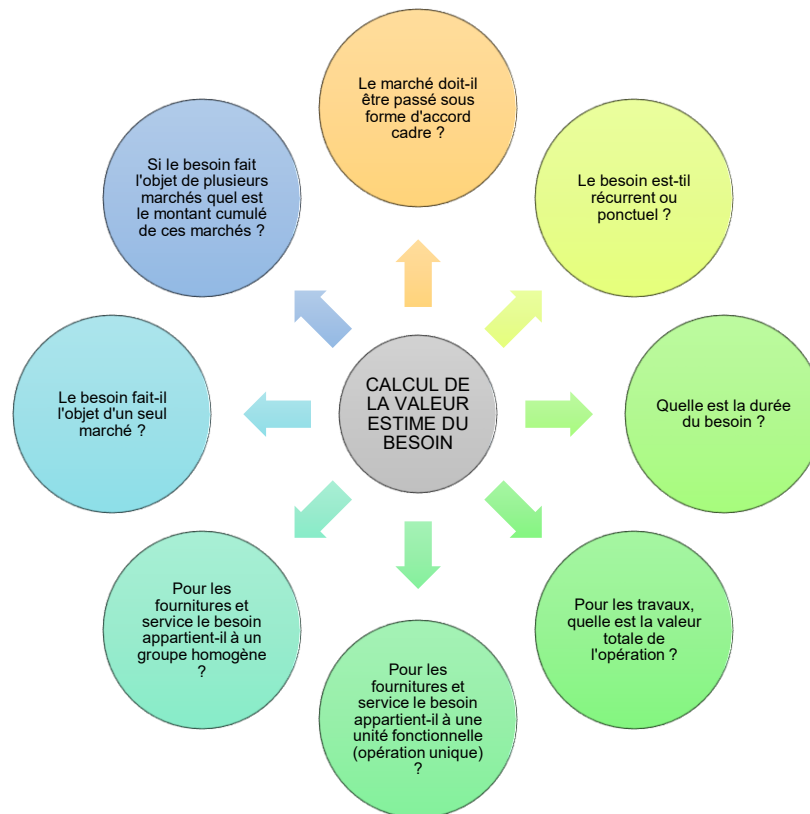 Le marché doit-il
être passé sous
forme d'accord
cadre ?
Le besoin est-til
récurrent ou
ponctuel ?
Quelle est la durée
du besoin ?
Pour les travaux,
quelle est la valeur
totale de
l'opération ?
Pour les
fournitures et
service le besoin
appartient-il à une
unité fonctionnelle
(opération unique)
?
Pour les
fournitures et
service le besoin
appartient-il à un
groupe homogène
?
Le besoin fait-il
l'objet d'un seul
marché ?
Si le besoin fait
l'objet de plusieurs
marchés quel est
le montant cumulé
de ces marchés ?
CALCUL DE
LA VALEUR
ESTIME DU
BESOIN